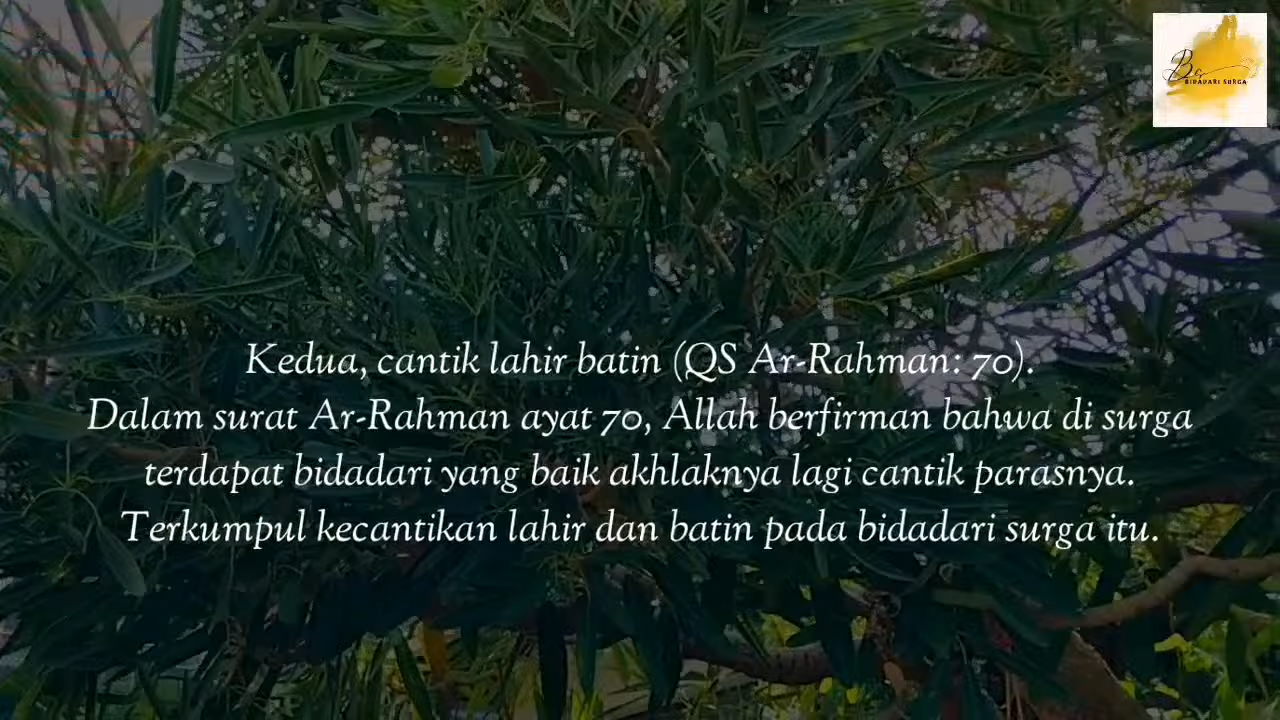 Bs
BIDADARI SURGA
Kedua, cantik lahir batin (QS Ar-Rahman: 70).
Dalam surat Ar-Rahman ayat 70, Allah berfirman bahwa di surga
terdapat bidadari yang baik akhlaknya lagi cantik parasnya.
Terkumpul kecantikan lahir dan batin pada bidadari surga itu.